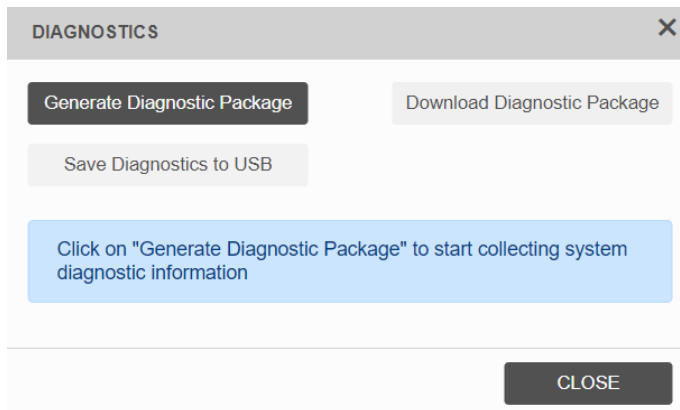 DIAGNOSTICS
Generate Diagnostic Package
Download Diagnostic Package
Save Diagnostics to USB
Click on "Generate Diagnostic Package" to start collecting system
diagnostic information
CLOSE